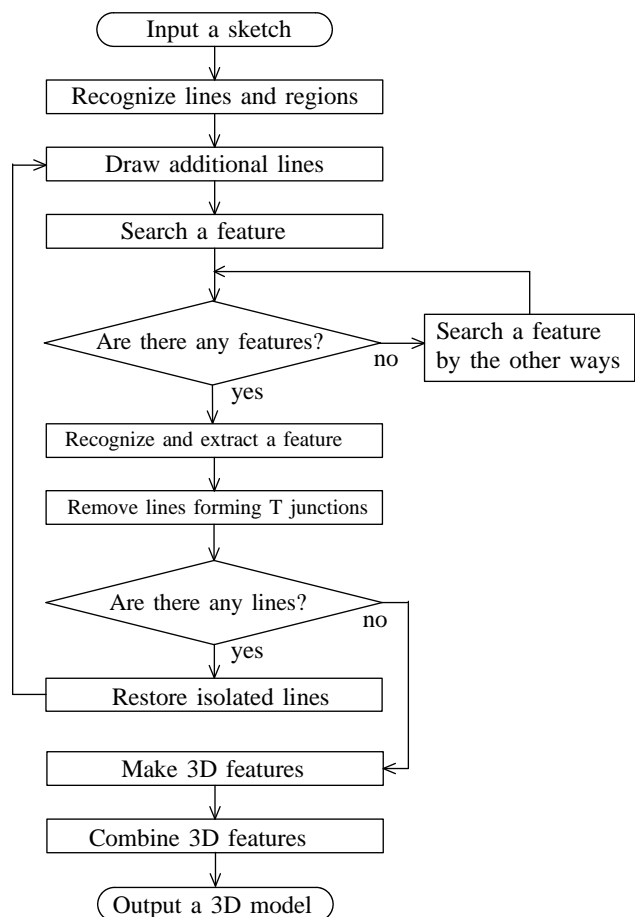 Input a sketch
Recognize lines and regions
Draw additional lines
Search a feature
Are there any features?
no
Search a feature
by the other ways
yes
Recognize and extract a feature
Remove lines forming T junctions
Are there any lines?
no
yes
Restore isolated lines
Make 3D features
Combine 3D features
Output a 3D model